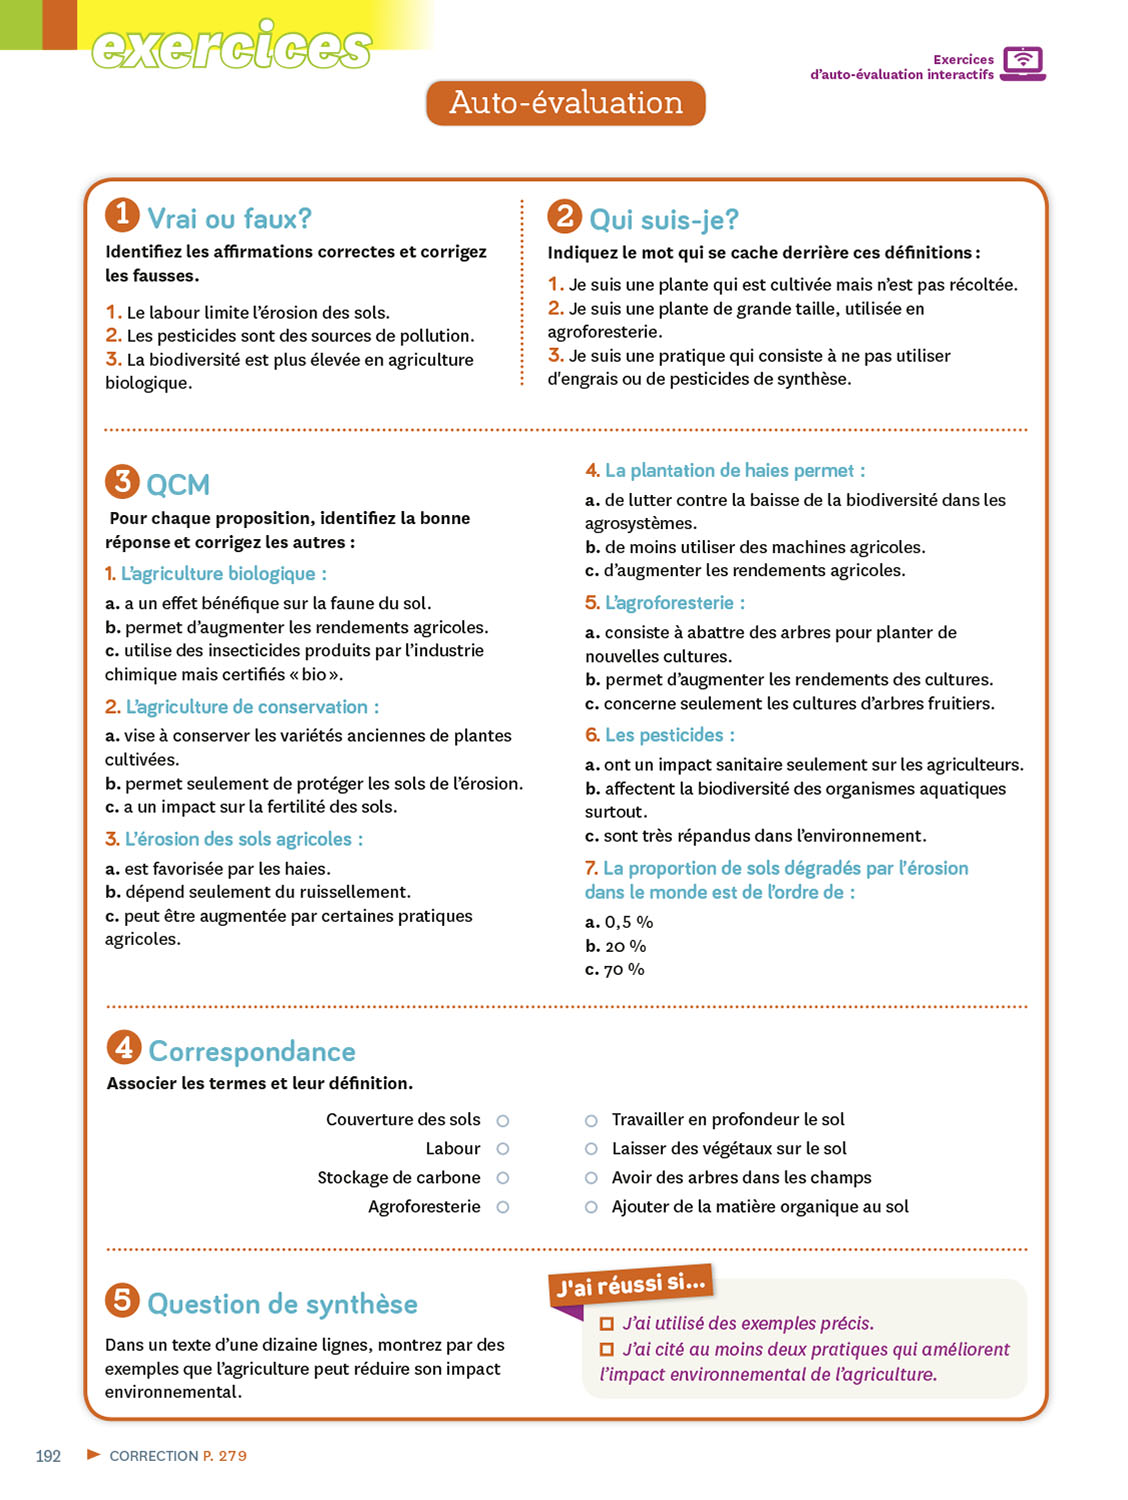 exercices
Exercices
d'auto-évaluation interactifs
Auto-évaluation
1 Vrai ou faux?
Identifiez les affirmations correctes et corrigez
les fausses.
1. Le labour limite l'érosion des sols.
2. Les pesticides sont des sources de pollution.
3. La biodiversité est plus élevée en agriculture
biologique.
2 Qui suis-je?
Indiquez le mot qui se cache derrière ces définitions :
1. Je suis une plante qui est cultivée mais n'est pas récoltée.
2. Je suis une plante de grande taille, utilisée en
agroforesterie.
3. Je suis une pratique qui consiste à ne pas utiliser
d'engrais ou de pesticides de synthèse.
3 QCM
Pour chaque proposition, identifiez la bonne
réponse et corrigez les autres :
1. L'agriculture biologique :
a. a un effet bénéfique sur la faune du sol.
b. permet d'augmenter les rendements agricoles.
c. utilise des insecticides produits par l'industrie
chimique mais certifiés « bio ».
2. L'agriculture de conservation :
a. vise à conserver les variétés anciennes de plantes
cultivées.
b. permet seulement de protéger les sols de l'érosion.
c. a un impact sur la fertilité des sols.
3. L'érosion des sols agricoles :
a. est favorisée par les haies.
b. dépend seulement du ruissellement.
c. peut être augmentée par certaines pratiques
agricoles.
4. La plantation de haies permet :
a. de lutter contre la baisse de la biodiversité dans les
agrosystèmes.
b. de moins utiliser des machines agricoles.
c. d'augmenter les rendements agricoles.
5. L'agroforesterie :
a. consiste à abattre des arbres pour planter de
nouvelles cultures.
b. permet d'augmenter les rendements des cultures.
c. concerne seulement les cultures d'arbres fruitiers.
6. Les pesticides :
a. ont un impact sanitaire seulement sur les agriculteurs.
b. affectent la biodiversité des organismes aquatiques
surtout.
c. sont très répandus dans l'environnement.
7. La proportion de sols dégradés par l'érosion
dans le monde est de l'ordre de :
a. 0,5 %
b. 20 %
c. 70 %
4 Correspondance
Associer les termes et leur définition.
Couverture des sols Travailler en profondeur le sol
Labour Laisser des végétaux sur le sol
Stockage de carbone Avoir des arbres dans les champs
Agroforesterie Ajouter de la matière organique au sol
5 Question de synthèse
Dans un texte d'une dizaine lignes, montrez par des
exemples que l'agriculture peut réduire son impact
environnemental.
J'ai réussi si...
J'ai utilisé des exemples précis.
J'ai cité au moins deux pratiques qui améliorent
l'impact environnemental de l'agriculture.
192 CORRECTION P. 279